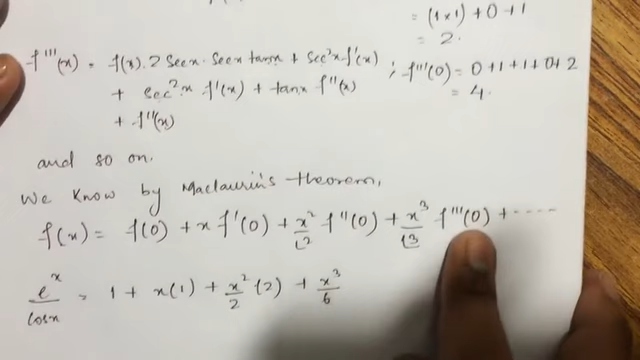 = (1×1) + 0 + 1
= 2.
f'''(x) = f(x).2 Secx. Secx tanx + Sec²x.f'(x) ; f'''(0) = 0+1+1+0+2
+ Sec²x f'(x) + tanx f''(x) = 4.
+ f''(x)
and so on.
We know by Maclaurin's theorem,
f(x) = f(0) + x f'(0) + x²/⌊2 f''(0) + x³/⌊3 f'''(0) + ----
eˣ/cosx = 1 + x(1) + x²/2 (2) + x³/6